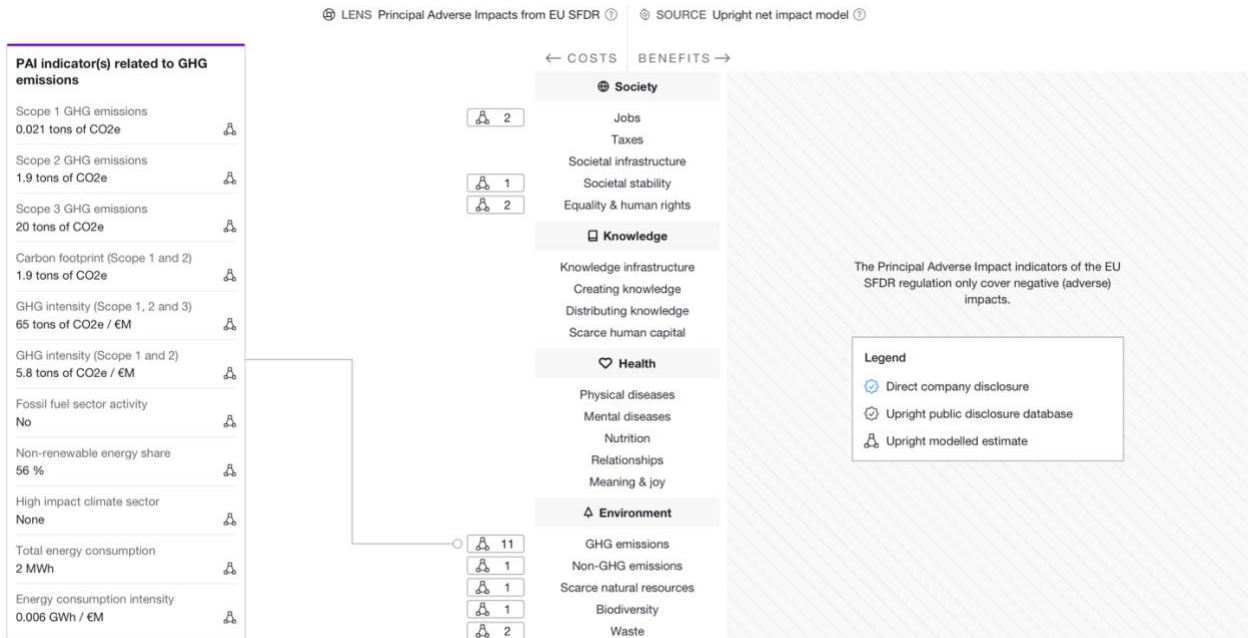 LENS Principal Adverse Impacts from EU SFDR
SOURCE Upright net impact model
PAI indicator(s) related to GHG
emissions
Scope 1 GHG emissions
0.021 tons of CO2e
Scope 2 GHG emissions
1.9 tons of CO2e
Scope 3 GHG emissions
20 tons of CO2e
Carbon footprint (Scope 1 and 2)
1.9 tons of CO2e
GHG intensity (Scope 1, 2 and 3)
65 tons of CO2e / €M
GHG intensity (Scope 1 and 2)
5.8 tons of CO2e / €M
Fossil fuel sector activity
No
Non-renewable energy share
56 %
High impact climate sector
None
Total energy consumption
2 MWh
Energy consumption intensity
0.006 GWh / €M
← COSTS BENEFITS →
Society
2 Jobs
Taxes
Societal infrastructure
1 Societal stability
2 Equality & human rights
Knowledge
Knowledge infrastructure
Creating knowledge
Distributing knowledge
Scarce human capital
Health
Physical diseases
Mental diseases
Nutrition
Relationships
Meaning & joy
Environment
11 GHG emissions
1 Non-GHG emissions
1 Scarce natural resources
1 Biodiversity
2 Waste
The Principal Adverse Impact indicators of the EU
SFDR regulation only cover negative (adverse)
impacts.
Legend
Direct company disclosure
Upright public disclosure database
Upright modelled estimate